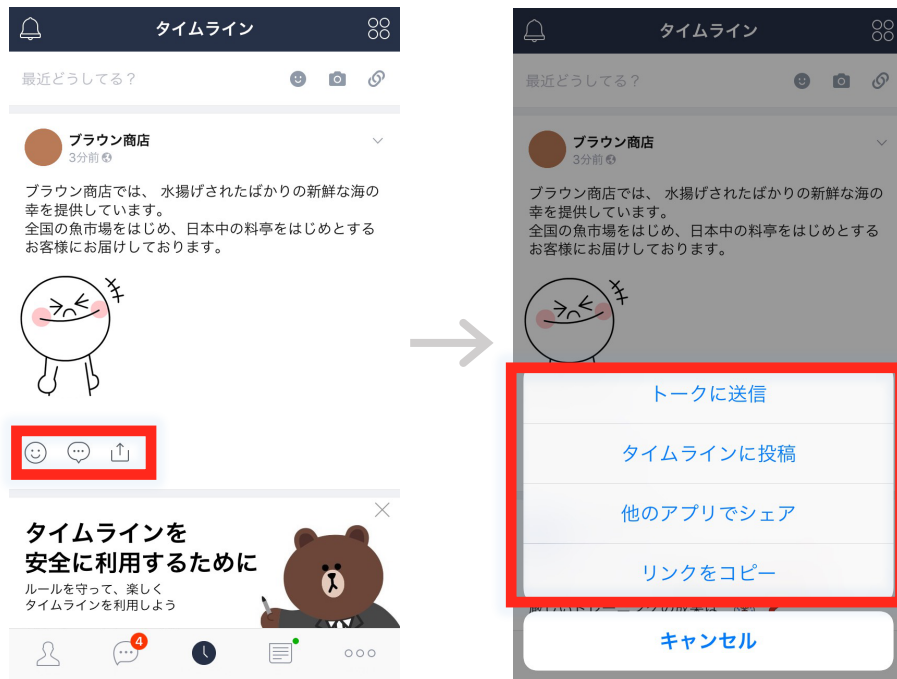 タイムライン
最近どうしてる？
ブラウン商店
3分前
ブラウン商店では、 水揚げされたばかりの新鮮な海の
幸を提供しています。
全国の魚市場をはじめ、日本中の料亭をはじめとする
お客様にお届けしております。
タイムラインを
安全に利用するために
ルールを守って、楽しく
タイムラインを利用しよう
4
タイムライン
最近どうしてる？
ブラウン商店
3分前
ブラウン商店では、 水揚げされたばかりの新鮮な海の
幸を提供しています。
全国の魚市場をはじめ、日本中の料亭をはじめとする
お客様にお届けしております。
トークに送信
タイムラインに投稿
他のアプリでシェア
リンクをコピー
キャンセル